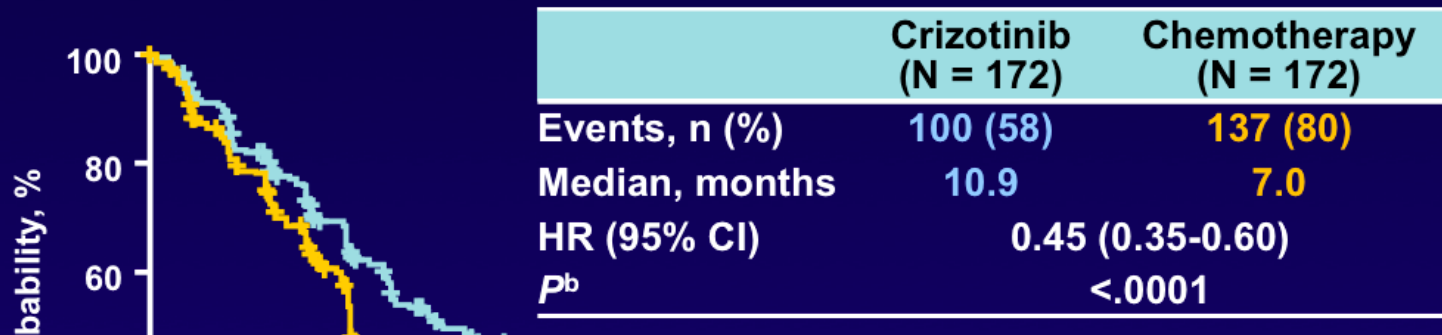 Crizotinib Chemotherapy
(N = 172) (N = 172)
Events, n (%) 100 (58) 137 (80)
Median, months 10.9 7.0
HR (95% CI) 0.45 (0.35-0.60)
Pb <.0001
100
80
60
bability, %